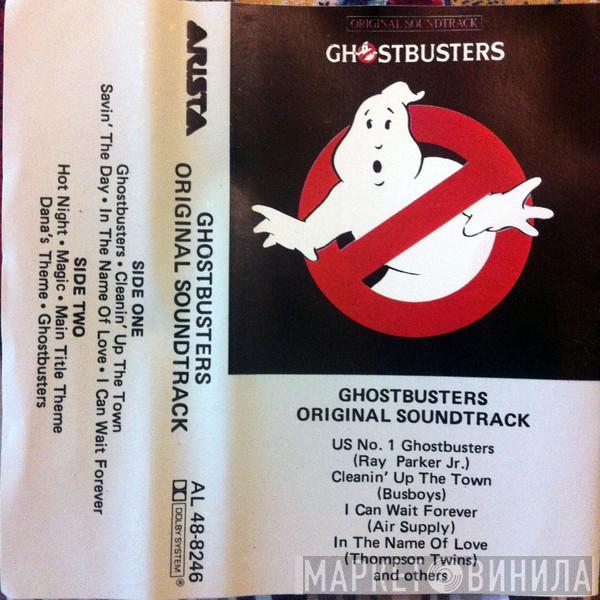 ORIGINAL SOUNDTRACK
GHOSTBUSTERS
GHOSTBUSTERS
ORIGINAL SOUNDTRACK
US No. 1 Ghostbusters
(Ray Parker Jr.)
Cleanin' Up The Town
(Busboys)
I Can Wait Forever
(Air Supply)
In The Name Of Love
(Thompson Twins)
and others
ARISTA
GHOSTBUSTERS
ORIGINAL SOUNDTRACK
AL 48-8246
DOLBY SYSTEM ®
SIDE ONE
Ghostbusters • Cleanin' Up The Town
Savin' The Day • In The Name Of Love • I Can Wait Forever
SIDE TWO
Hot Night • Magic • Main Title Theme
Dana's Theme • Ghostbusters
МАРКЕТ ВИНИЛА